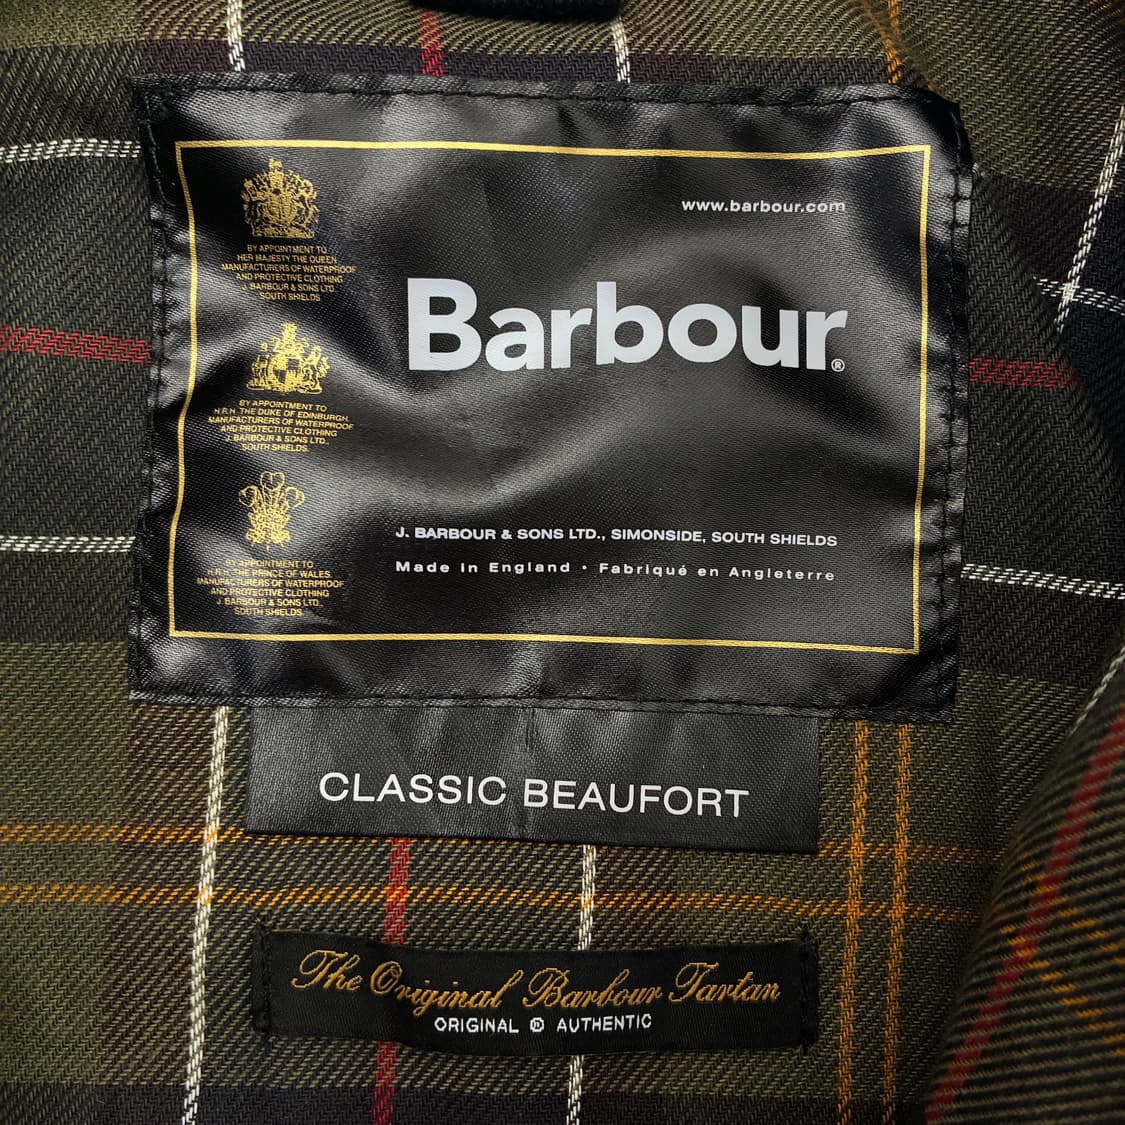 www.barbour.com
Barbour®
BY APPOINTMENT TO
HER MAJESTY THE QUEEN
MANUFACTURERS OF WATERPROOF
AND PROTECTIVE CLOTHING
J. BARBOUR & SONS LTD
SOUTH SHIELDS
BY APPOINTMENT TO
H.R.H. THE DUKE OF EDINBURGH,
MANUFACTURERS OF WATERPROOF
AND PROTECTIVE CLOTHING
J. BARBOUR & SONS LTD.,
SOUTH SHIELDS.
BY APPOINTMENT TO
H.R.H. THE PRINCE OF WALES.
MANUFACTURERS OF WATERPROOF
AND PROTECTIVE CLOTHING
J. BARBOUR & SONS LTD.,
SOUTH SHIELDS.
J. BARBOUR & SONS LTD., SIMONSIDE, SOUTH SHIELDS
Made in England • Fabriqué en Angleterre
CLASSIC BEAUFORT
The Original Barbour Tartan
ORIGINAL ® AUTHENTIC